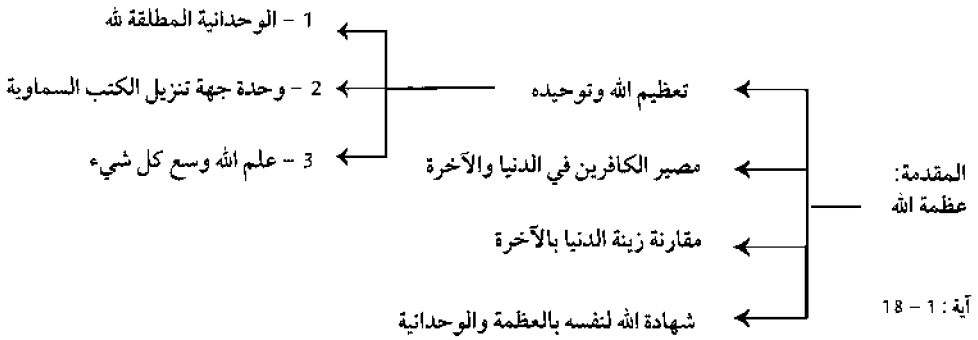 المقدمة:
عظمة الله
آية : 1 – 18
تعظيم الله وتوحيده
1 – الوحدانية المطلقة لله
2 – وحدة جهة تنزيل الكتب السماوية
3 – علم الله وسع كل شيء
مصير الكافرين في الدنيا والآخرة
مقارنة زينة الدنيا بالآخرة
شهادة الله لنفسه بالعظمة والوحدانية